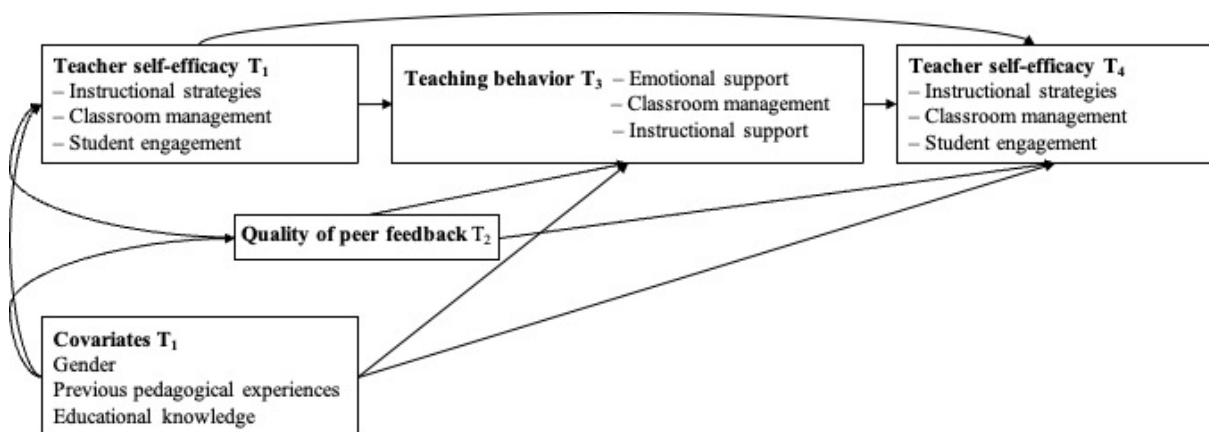 Teacher self-efficacy T₁
– Instructional strategies
– Classroom management
– Student engagement
Teaching behavior T₃ – Emotional support
– Classroom management
– Instructional support
Teacher self-efficacy T₄
– Instructional strategies
– Classroom management
– Student engagement
Quality of peer feedback T₂
Covariates T₁
Gender
Previous pedagogical experiences
Educational knowledge